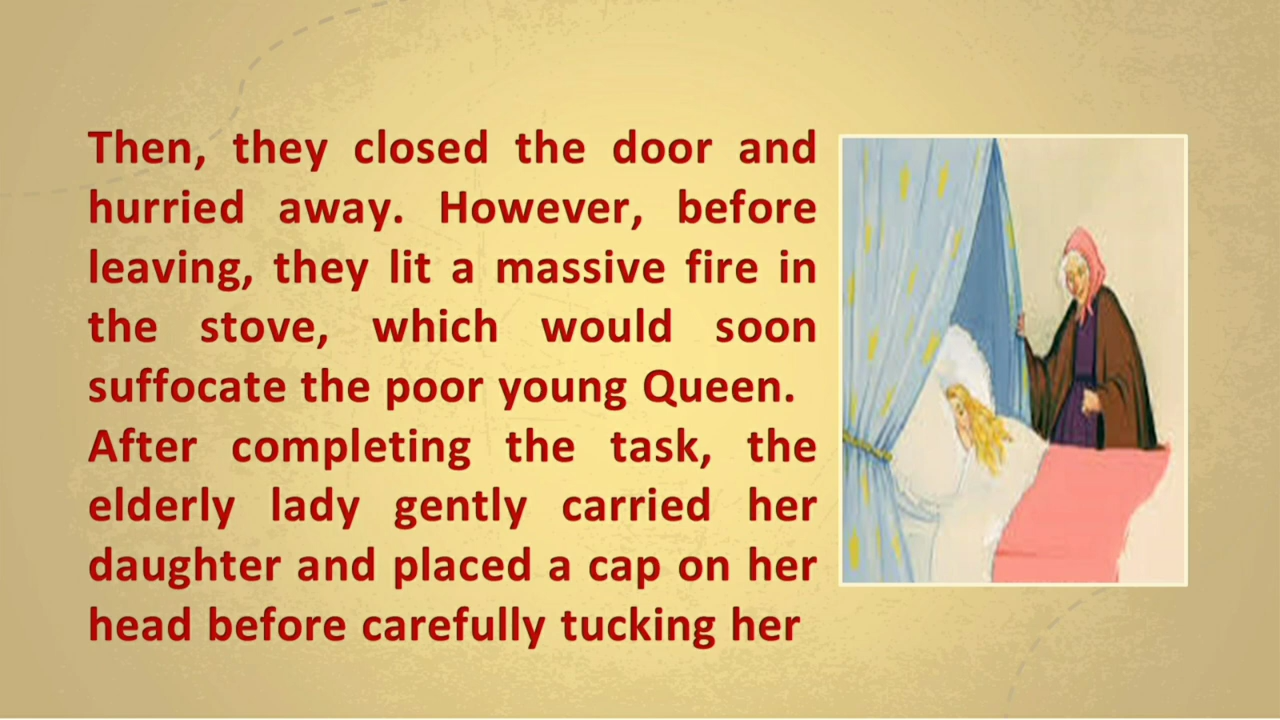 Then, they closed the door and
hurried away. However, before
leaving, they lit a massive fire in
the stove, which would soon
suffocate the poor young Queen.
After completing the task, the
elderly lady gently carried her
daughter and placed a cap on her
head before carefully tucking her